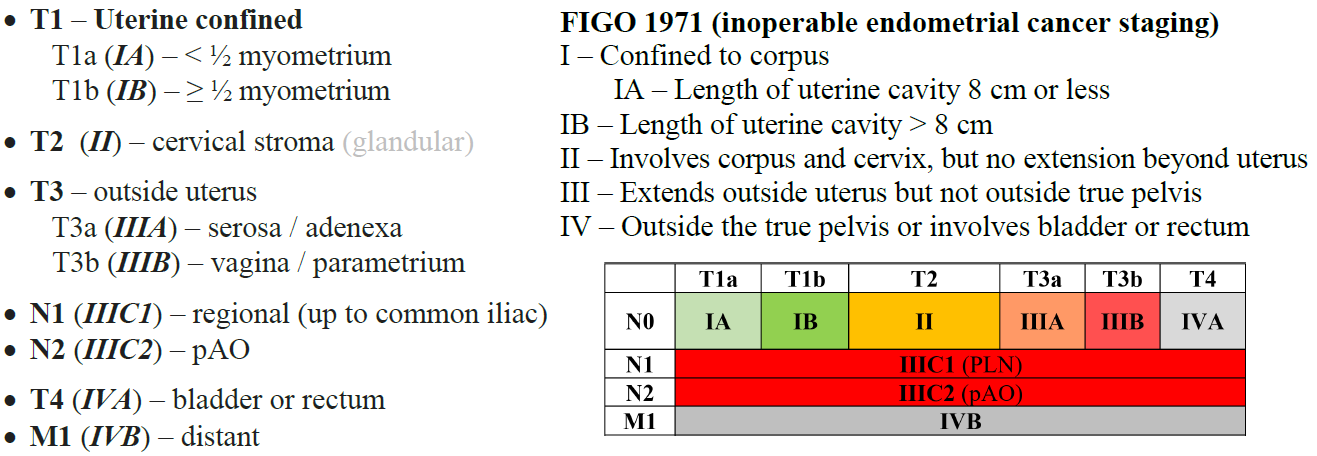 • T1 – Uterine confined
T1a (IA) – < ½ myometrium
T1b (IB) – ≥ ½ myometrium
• T2 (II) – cervical stroma (glandular)
• T3 – outside uterus
T3a (IIIA) – serosa / adenexa
T3b (IIIB) – vagina / parametrium
• N1 (IIIC1) – regional (up to common iliac)
• N2 (IIIC2) – pAO
• T4 (IVA) – bladder or rectum
• M1 (IVB) – distant
FIGO 1971 (inoperable endometrial cancer staging)
I – Confined to corpus
IA – Length of uterine cavity 8 cm or less
IB – Length of uterine cavity > 8 cm
II – Involves corpus and cervix, but no extension beyond uterus
III – Extends outside uterus but not outside true pelvis
IV – Outside the true pelvis or involves bladder or rectum
T1a T1b T2 T3a T3b T4
N0 IA IB II IIIA IIIB IVA
N1 IIIC1 (PLN)
N2 IIIC2 (pAO)
M1 IVB